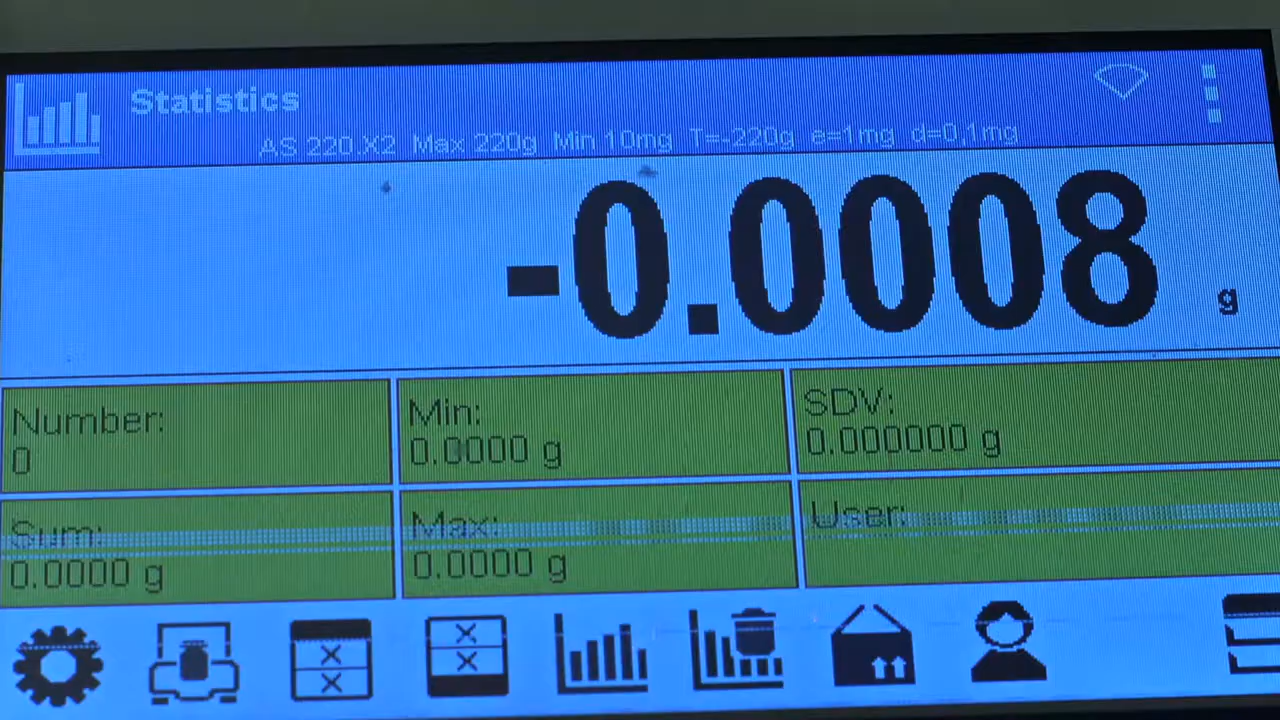 Statistics
AS 220.X2 Max 220g Min 10mg T=-220g e=1mg d=0,1mg
-0.0008 g
Number:
0
Min:
0.0000 g
SDV:
0.000000 g
Sum:
0.0000 g
Max:
0.0000 g
User: